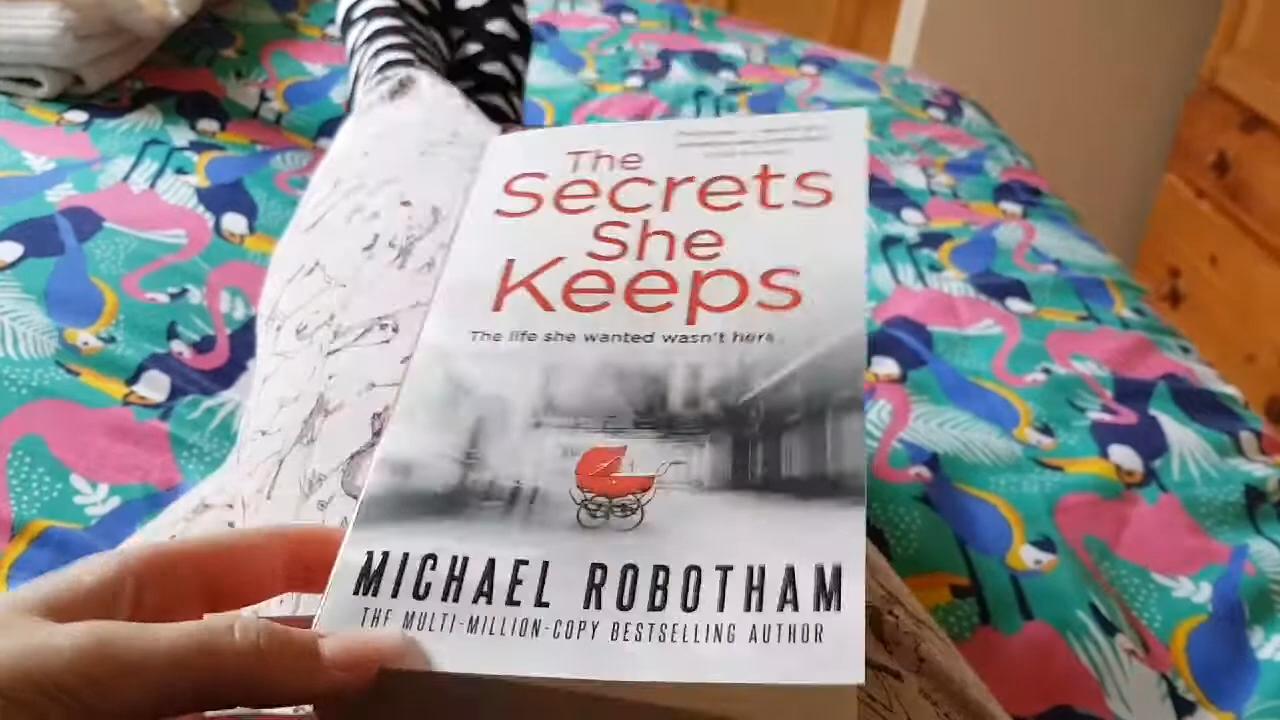 The
Secrets
She
Keeps
The life she wanted wasn't hers.
MICHAEL ROBOTHAM
THE MULTI-MILLION-COPY BESTSELLING AUTHOR